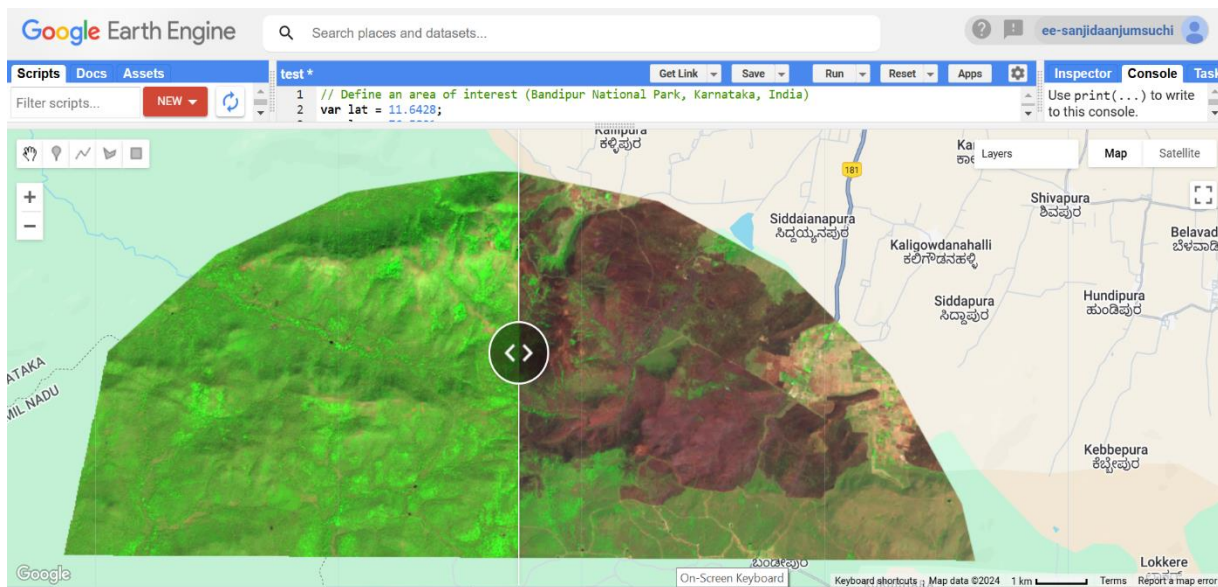 Google Earth Engine
Search places and datasets...
ee-sanjidaanjumsuchi
Scripts Docs Assets
Filter scripts...
NEW
test *
Get Link
Save
Run
Reset
Apps
1 // Define an area of interest (Bandipur National Park, Karnataka, India)
2 var lat = 11.6428;
Inspector Console Task
Use print(...) to write
to this console.
Kallipura
ಕಳ್ಳಿಪುರ
181
Layers
Map Satellite
+
−
Shivapura
ಶಿವಪುರ
Siddaianapura
ಸಿದ್ದಯ್ಯನಪುರ
Belavad
ಬೆಳವಾಡಿ
Kaligowdanahalli
ಕಲಿಗೌಡನಹಳ್ಳಿ
Siddapura
ಸಿದ್ದಾಪುರ
Hundipura
ಹುಂಡಿಪುರ
ATAKA
MIL NADU
Kebbepura
ಕೆಬ್ಬೇಪುರ
Lokkere
ಬಂಡೀಪುರ
Google
On-Screen Keyboard
Keyboard shortcuts Map data ©2024 1 km Terms Report a map error